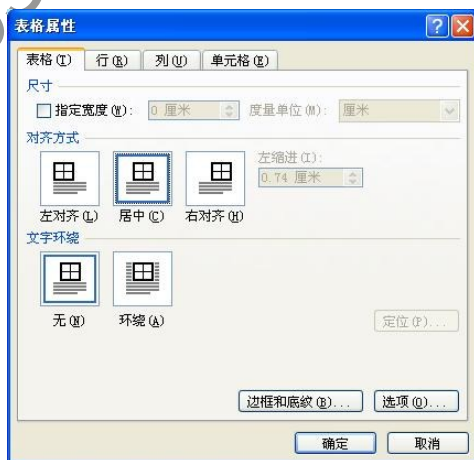 表格属性
表格(T) 行(R) 列(U) 单元格(E)
尺寸
指定宽度(W): 0 厘米 度量单位(M): 厘米
对齐方式
左缩进(I):
0.74 厘米
左对齐(L) 居中(C) 右对齐(H)
文字环绕
无(N) 环绕(A)
定位(P)...
边框和底纹(B)... 选项(O)...
确定 取消